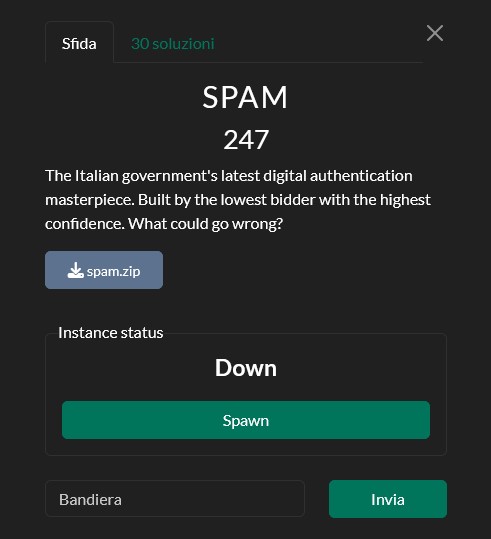 Sfida
30 soluzioni
SPAM
247
The Italian government's latest digital authentication
masterpiece. Built by the lowest bidder with the highest
confidence. What could go wrong?
spam.zip
Instance status
Down
Spawn
Bandiera
Invia